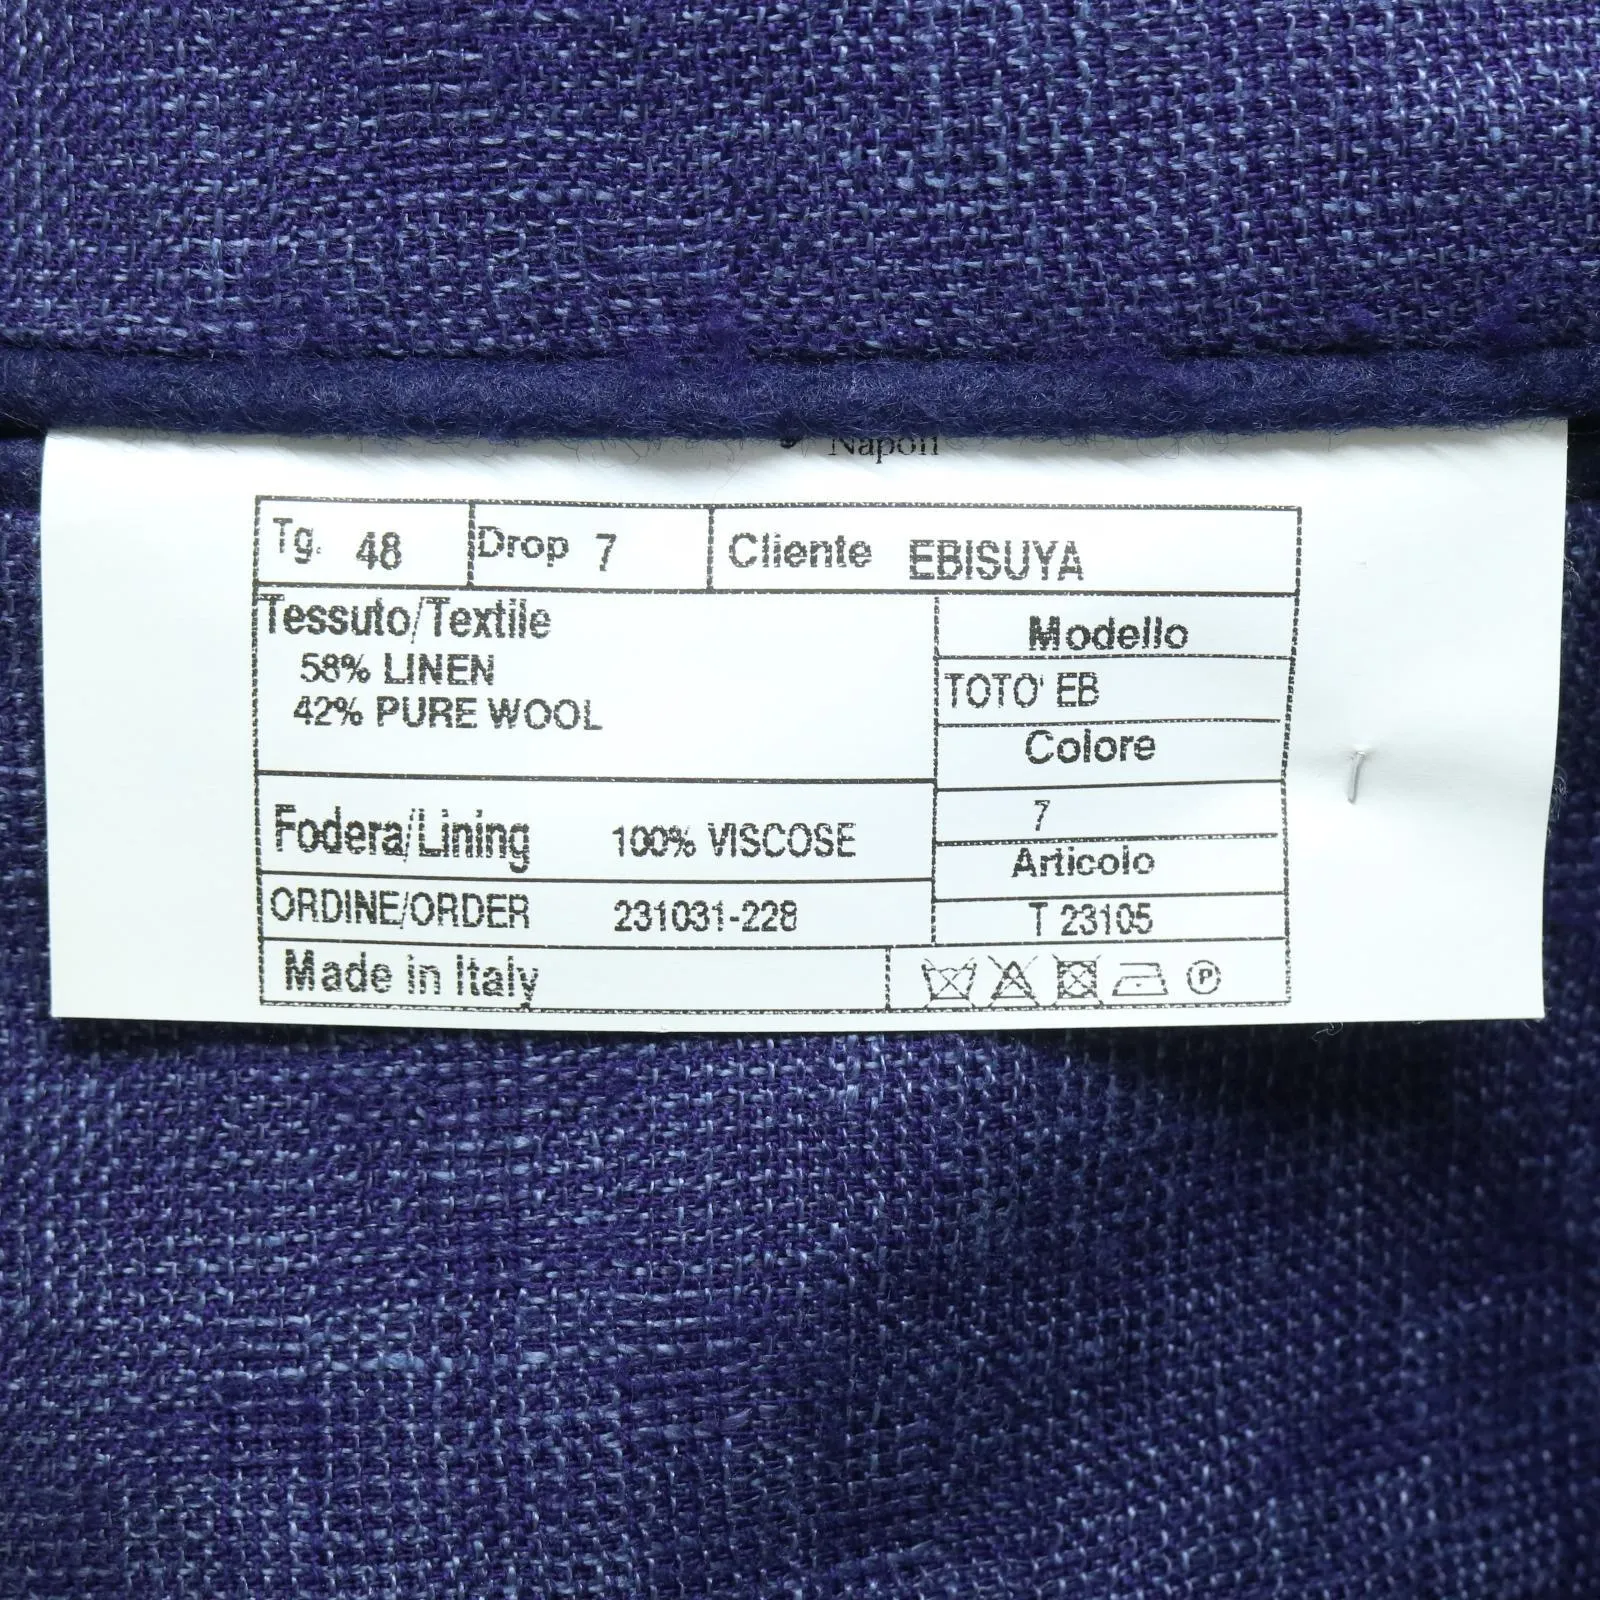 Napoli
Tg. 48 Drop 7 Cliente EBISUYA
Tessuto/Textile
58% LINEN
42% PURE WOOL
Modello
TOTO' EB
Colore
7
Fodera/Lining 100% VISCOSE
Articolo
ORDINE/ORDER 231031-228
T 23105
Made in Italy
P